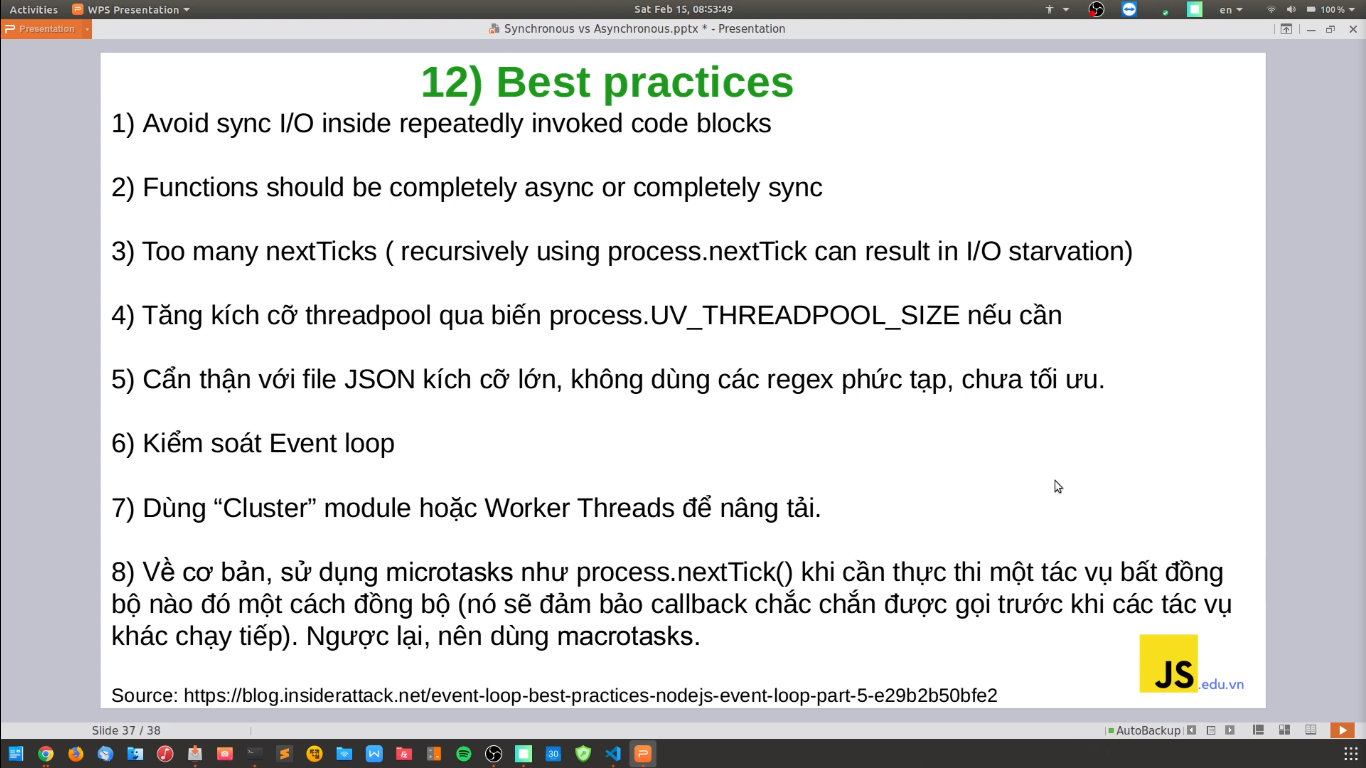 Activities WPS Presentation Sat Feb 15, 08:53:49 en 100 %
Presentation Synchronous vs Asynchronous.pptx * - Presentation
12) Best practices
1) Avoid sync I/O inside repeatedly invoked code blocks
2) Functions should be completely async or completely sync
3) Too many nextTicks ( recursively using process.nextTick can result in I/O starvation)
4) Tăng kích cỡ threadpool qua biến process.UV_THREADPOOL_SIZE nếu cần
5) Cẩn thận với file JSON kích cỡ lớn, không dùng các regex phức tạp, chưa tối ưu.
6) Kiểm soát Event loop
7) Dùng “Cluster” module hoặc Worker Threads để nâng tải.
8) Về cơ bản, sử dụng microtasks như process.nextTick() khi cần thực thi một tác vụ bất đồng
bộ nào đó một cách đồng bộ (nó sẽ đảm bảo callback chắc chắn được gọi trước khi các tác vụ
khác chạy tiếp). Ngược lại, nên dùng macrotasks.
JS.edu.vn
Source: https://blog.insiderattack.net/event-loop-best-practices-nodejs-event-loop-part-5-e29b2b50bfe2
Slide 37 / 38 AutoBackup
30